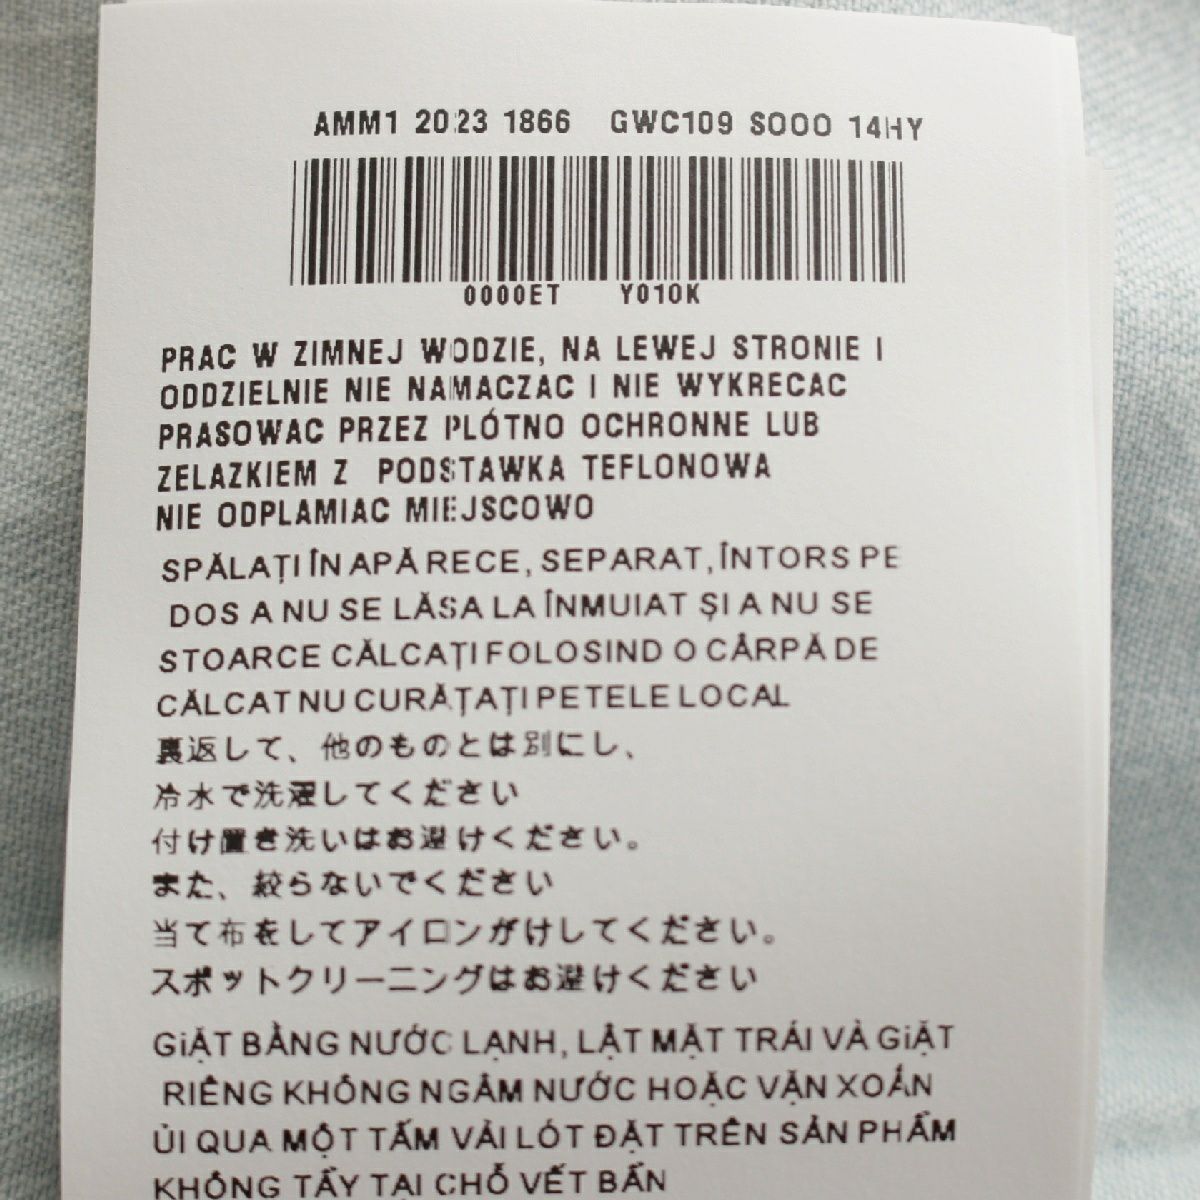 AMM1 2023 1866 GWC109 SOOO 14HY
0000ET Y010K
PRAC W ZIMNEJ WODZIE, NA LEWEJ STRONIE I
ODDZIELNIE NIE NAMACZAC I NIE WYKRECAC
PRASOWAC PRZEZ PLÓTNO OCHRONNE LUB
ZELAZKIEM Z PODSTAWKA TEFLONOWA
NIE ODPLAMIAC MIEJSCOWO
SPĂLAȚI ÎN APĂ RECE, SEPARAT, ÎNTORS PE
DOS A NU SE LĂSA LA ÎNMUIAT ȘI A NU SE
STOARCE CĂLCAȚI FOLOSIND O CÂRPĂ DE
CĂLCAT NU CURĂȚAȚI PETELE LOCAL
裏返して、他のものとは別にし、
冷水で洗濯してください
付け置き洗いはお避けください。
また、絞らないでください
当て布をしてアイロンがけしてください。
スポットクリーニングはお避けください
GiẶT BẰNG NƯỚC LẠNH, LẬT MẶT TRÁI VÀ GiẶT
RIÊNG KHÔNG NGÂM NƯỚC HOẶC VẶN XOẮN
ỦI QUA MỘT TẤM VẢI LÓT ĐẶT TRÊN SẢN PHẨM
KHÔNG TẨY TẠI CHỖ VẾT BẨN